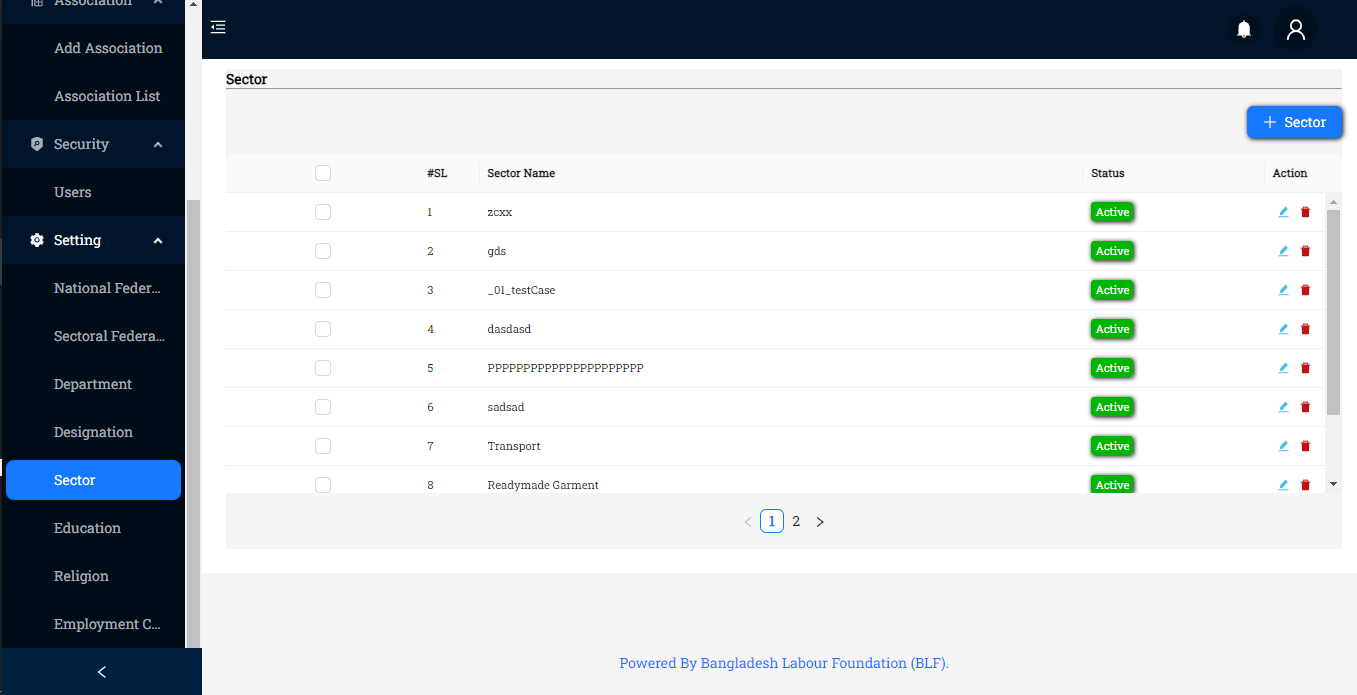 Association
Add Association
Association List
Security
Users
Setting
National Feder...
Sectoral Federa...
Department
Designation
Sector
Education
Religion
Employment C...
Sector
+ Sector
#SL Sector Name Status Action
1 zcxx Active
2 gds Active
3 _01_testCase Active
4 dasdasd Active
5 PPPPPPPPPPPPPPPPPPPPPP Active
6 sadsad Active
7 Transport Active
8 Readymade Garment Active
< 1 2 >
Powered By Bangladesh Labour Foundation (BLF).